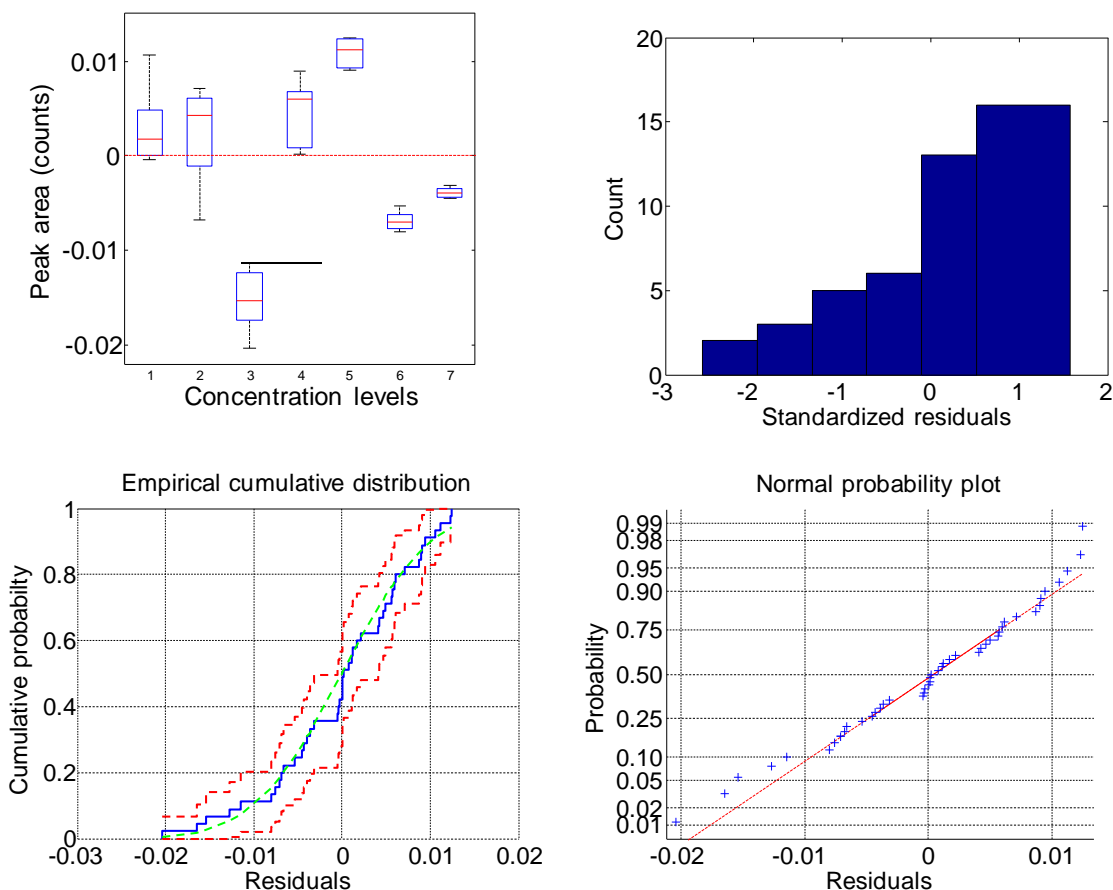 0.01
0
-0.01
-0.02
Peak area (counts)
1 2 3 4 5 6 7
Concentration levels
20
15
10
5
0
Count
-3 -2 -1 0 1 2
Standardized residuals
Empirical cumulative distribution
1
0.8
0.6
0.4
0.2
0
Cumulative probabilty
-0.03 -0.02 -0.01 0 0.01 0.02
Residuals
Normal probability plot
0.99
0.98
0.95
0.90
0.75
0.50
0.25
0.10
0.05
0.02
0.01
Probability
-0.02 -0.01 0 0.01
Residuals